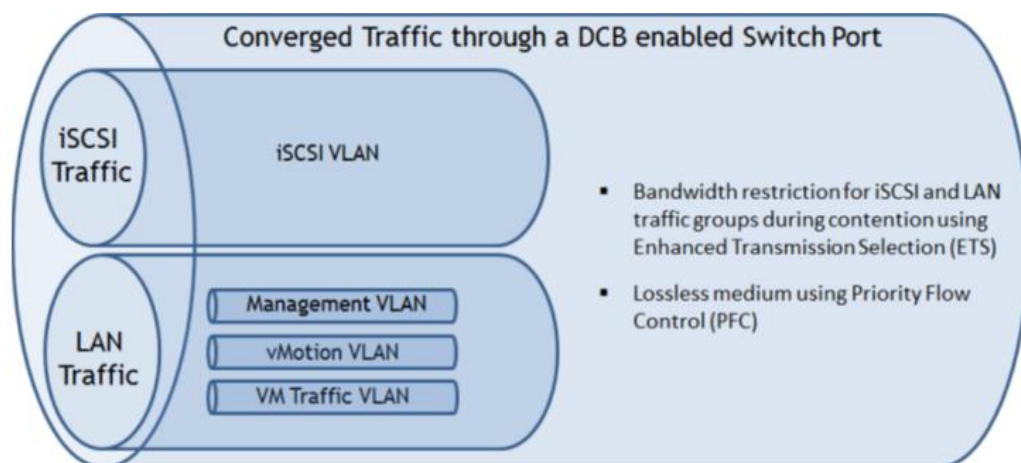 Converged Traffic through a DCB enabled Switch Port
iSCSI
Traffic
iSCSI VLAN
▪ Bandwidth restriction for iSCSI and LAN
traffic groups during contention using
Enhanced Transmission Selection (ETS)
▪ Lossless medium using Priority Flow
Control (PFC)
LAN
Traffic
Management VLAN
vMotion VLAN
VM Traffic VLAN